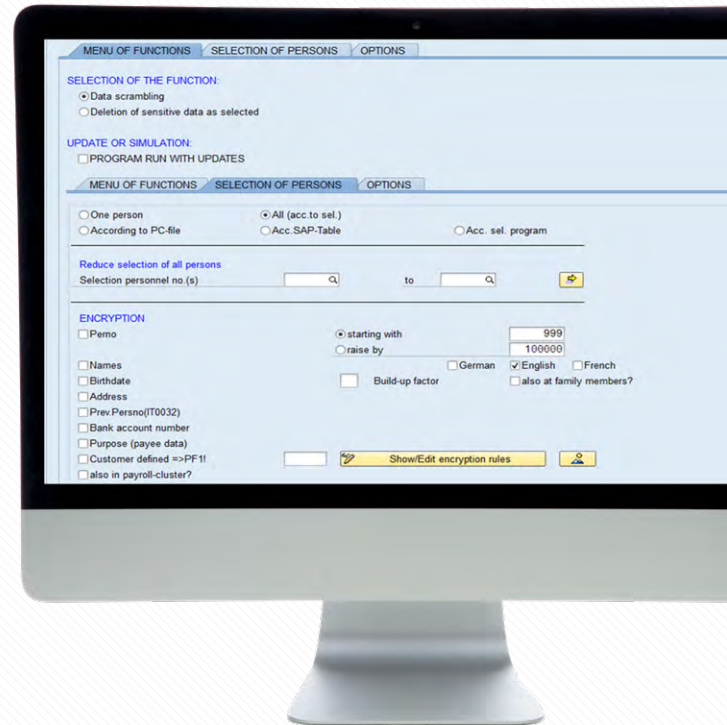 MENU OF FUNCTIONS SELECTION OF PERSONS OPTIONS
SELECTION OF THE FUNCTION:
Data scrambling
Deletion of sensitive data as selected
UPDATE OR SIMULATION:
PROGRAM RUN WITH UPDATES
MENU OF FUNCTIONS SELECTION OF PERSONS OPTIONS
One person All (acc.to sel.)
According to PC-file Acc.SAP-Table Acc. sel. program
Reduce selection of all persons
Selection personnel no.(s) to
ENCRYPTION
Perno starting with 999
raise by 100000
Names German English French
Birthdate Build-up factor also at family members?
Address
Prev.Persno(IT0032)
Bank account number
Purpose (payee data)
Customer defined =>PF1! Show/Edit encryption rules
also in payroll-cluster?